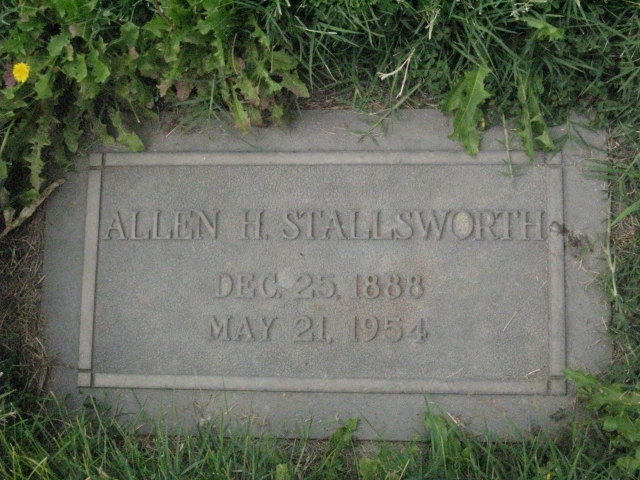 ALLEN H. STALLSWORTH
DEC. 25, 1888
MAY 21, 1954